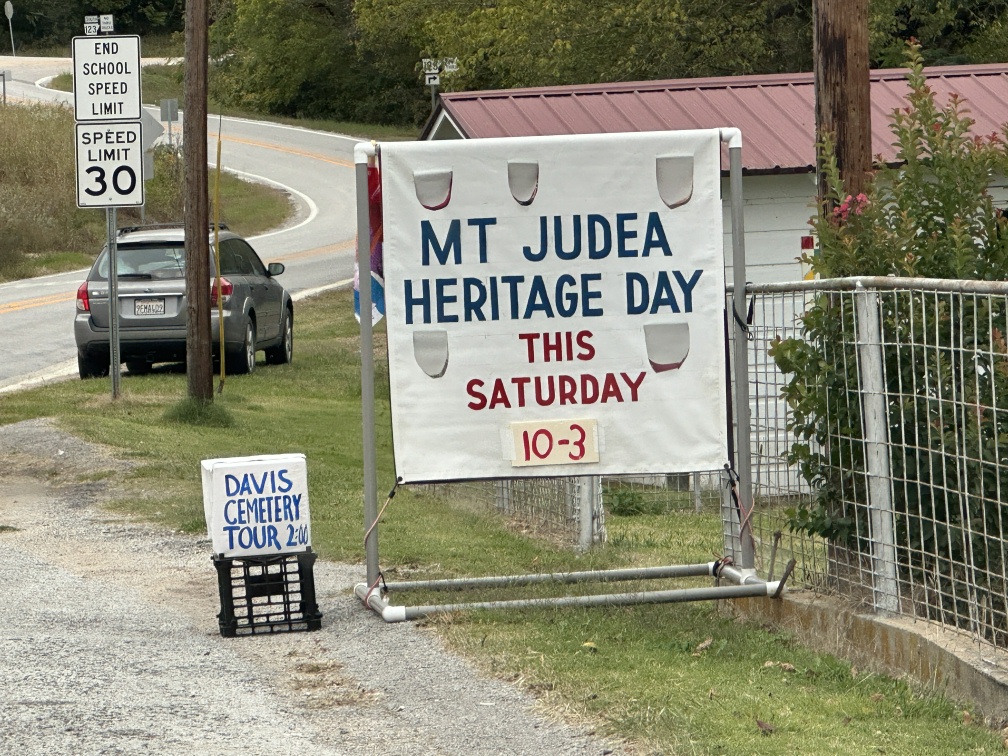 123
END
SCHOOL
SPEED
LIMIT
SPEED
LIMIT
30
MT JUDEA
HERITAGE DAY
THIS
SATURDAY
10-3
DAVIS
CEMETERY
TOUR 2:00